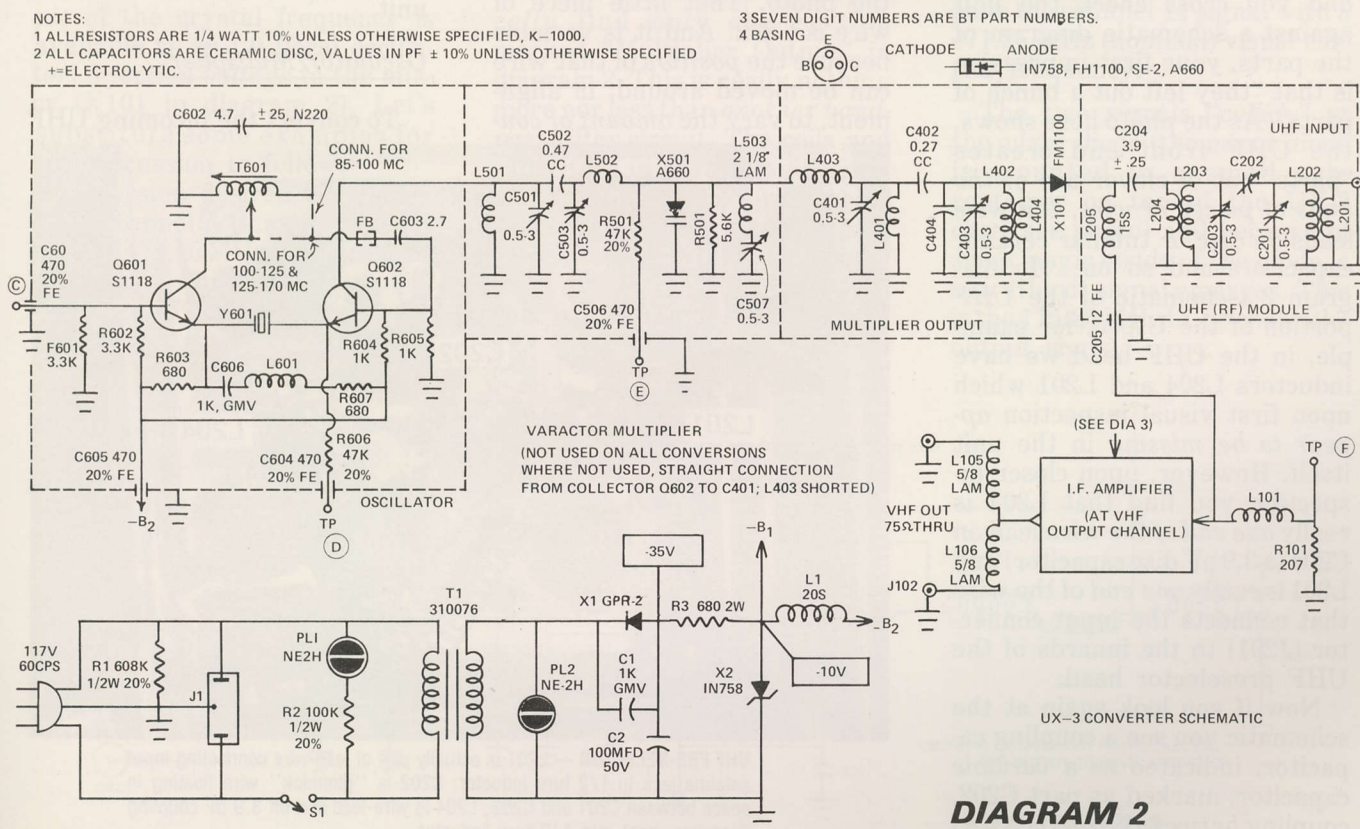 NOTES:
1 ALLRESISTORS ARE 1/4 WATT 10% UNLESS OTHERWISE SPECIFIED, K–1000.
2 ALL CAPACITORS ARE CERAMIC DISC, VALUES IN PF ± 10% UNLESS OTHERWISE SPECIFIED
+=ELECTROLYTIC.
3 SEVEN DIGIT NUMBERS ARE BT PART NUMBERS.
4 BASING
E
B
C
CATHODE
ANODE
IN758, FH1100, SE-2, A660
C602 4.7 ± 25, N220
T601
CONN. FOR
85-100 MC
FB
C603 2.7
CONN. FOR
100-125 &
125-170 MC
C60
470
20%
FE
C
Q601
S1118
Q602
S1118
Y601
F601
3.3K
R602
3.3K
R603
680
C606
1K, GMV
L601
R604
1K
R605
1K
R607
680
R606
47K
20%
C605 470
20% FE
C604 470
20% FE
–B2
TP
D
OSCILLATOR
L501
C501
0.5-3
C502
0.47
CC
C503
0.5-3
L502
R501
47K
20%
X501
A660
R501
5.6K
L503
2 1/8"
LAM
C507
0.5-3
C506 470
20% FE
TP
E
VARACTOR MULTIPLIER
(NOT USED ON ALL CONVERSIONS
WHERE NOT USED, STRAIGHT CONNECTION
FROM COLLECTOR Q602 TO C401; L403 SHORTED)
L403
C401
0.5-3
L401
C402
0.27
CC
C404
C403
0.5-3
L402
L404
X101 FM1100
MULTIPLIER OUTPUT
L205
15S
C204
3.9
± .25
L204
L203
C203
0.5-3
C202
C201
0.5-3
L202
L201
UHF INPUT
UHF (RF) MODULE
C205 12 FE
(SEE DIA 3)
I.F. AMPLIFIER
(AT VHF
OUTPUT CHANNEL)
L105
5/8
LAM
VHF OUT
75ΩTHRU
L106
5/8
LAM
J102
L101
TP
F
R101
207
117V
60CPS
R1 608K
1/2W 20%
J1
PL1
NE2H
R2 100K
1/2W
20%
S1
T1
310076
PL2
NE-2H
X1 GPR-2
C1
1K
GMV
C2
100MFD
50V
-35V
R3 680 2W
–B1
L1
20S
B2
-10V
X2
IN758
UX–3 CONVERTER SCHEMATIC
DIAGRAM 2